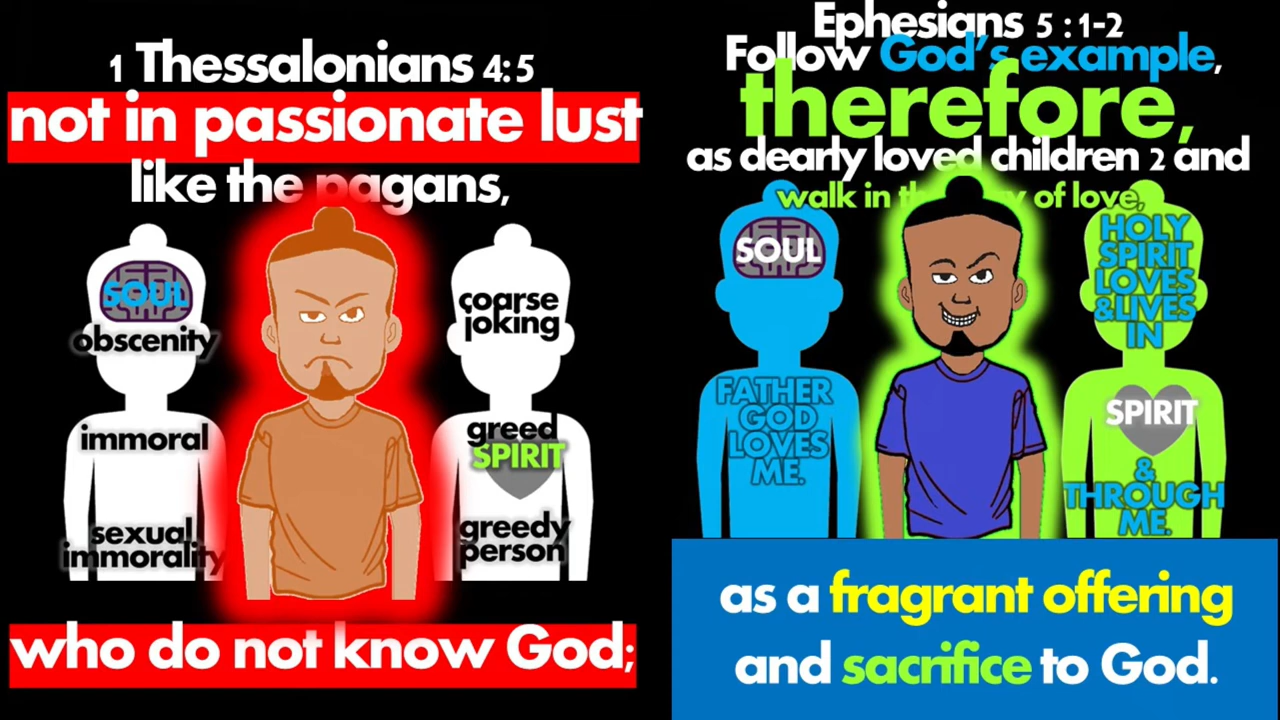 1 Thessalonians 4:5
not in passionate lust
like the pagans,
SOUL
obscenity
immoral
sexual
immorality
coarse
joking
greed
SPIRIT
greedy
person
who do not know God;
Ephesians 5:1-2
Follow God's example,
therefore,
as dearly loved children 2 and
walk in the way of love,
SOUL
FATHER
GOD
LOVES
ME.
HOLY
SPIRIT
LOVES
&LIVES
IN
SPIRIT
&
THROUGH
ME.
as a fragrant offering
and sacrifice to God.